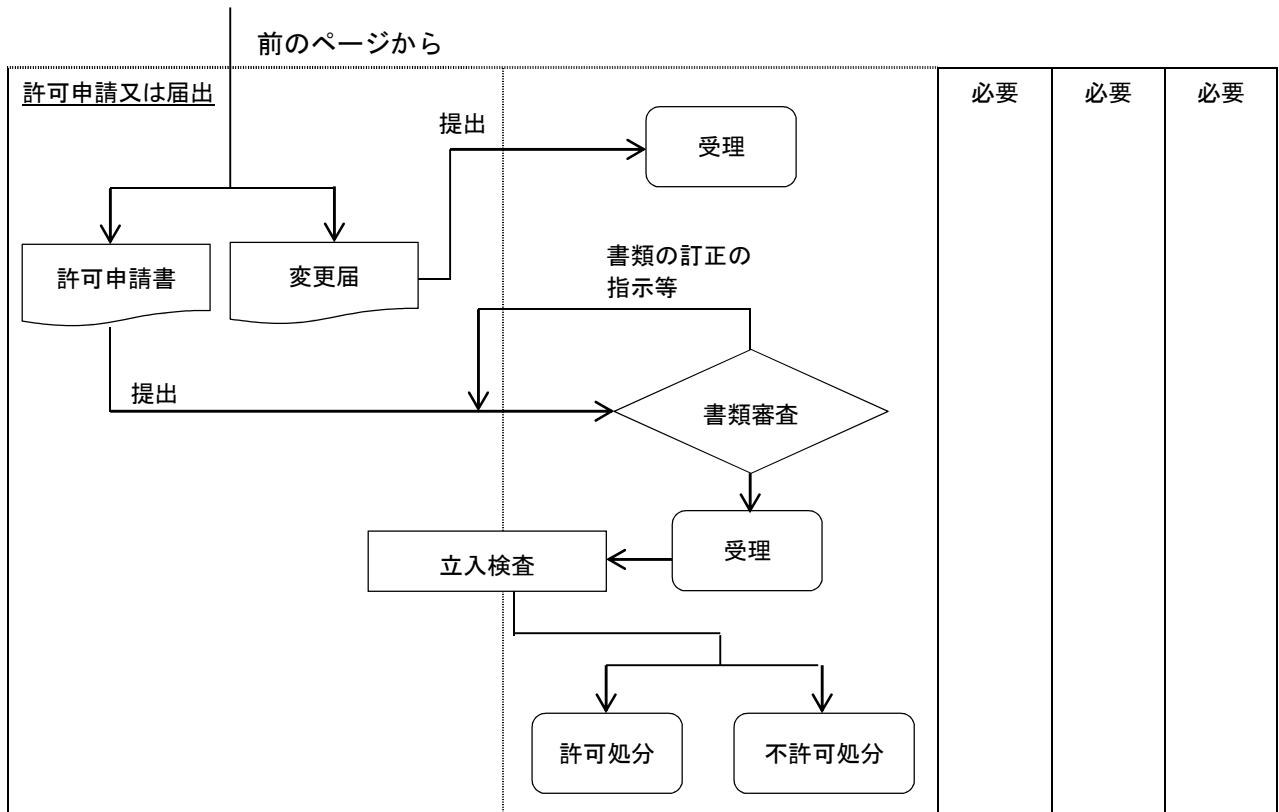 前のページから
許可申請又は届出
必要
必要
必要
提出
受理
許可申請書
変更届
書類の訂正の
指示等
提出
書類審査
受理
立入検査
許可処分
不許可処分